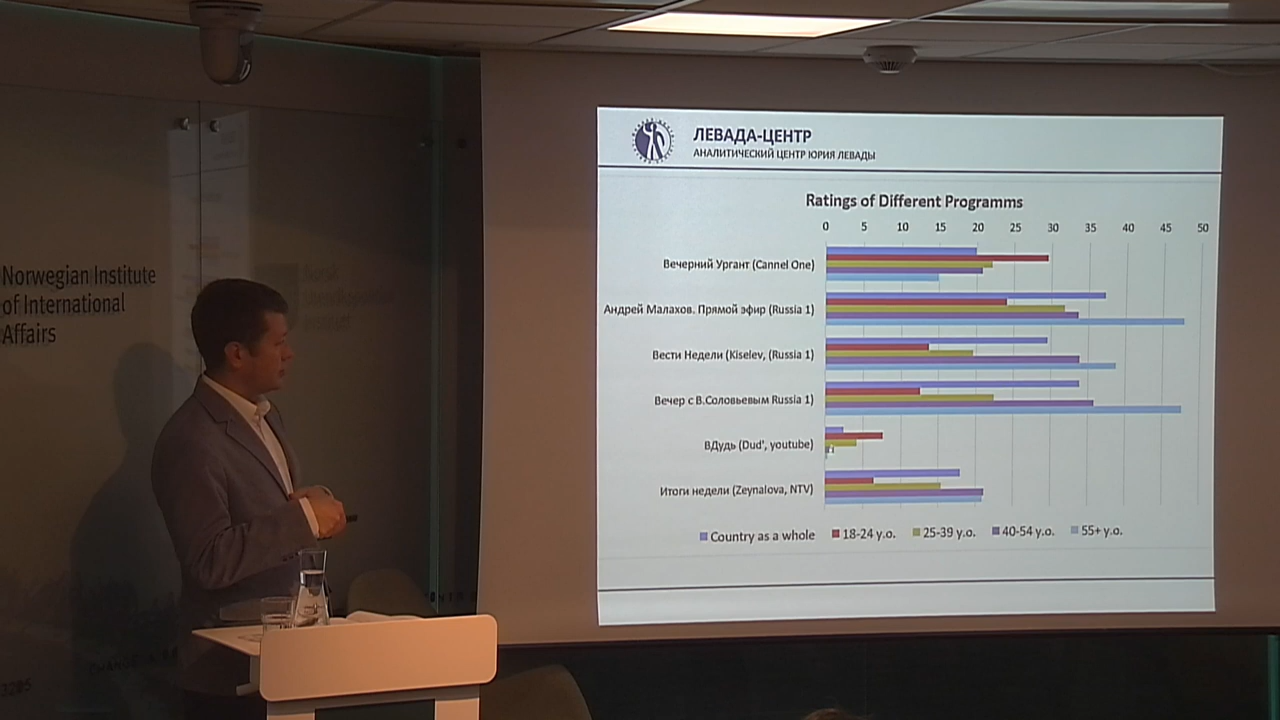 Norwegian Institute
of International
Affairs
ЛЕВАДА-ЦЕНТР
АНАЛИТИЧЕСКИЙ ЦЕНТР ЮРИЯ ЛЕВАДЫ
Ratings of Different Programms
0 5 10 15 20 25 30 35 40 45 50
Вечерний Ургант (Cannel One)
Андрей Малахов. Прямой эфир (Russia 1)
Вести Недели (Kiselev, (Russia 1)
Вечер с В.Соловьевым Russia 1)
ВДудь (Dud', youtube)
Итоги недели (Zeynalova, NTV)
Country as a whole 18-24 y.o. 25-39 y.o. 40-54 y.o. 55+ y.o.